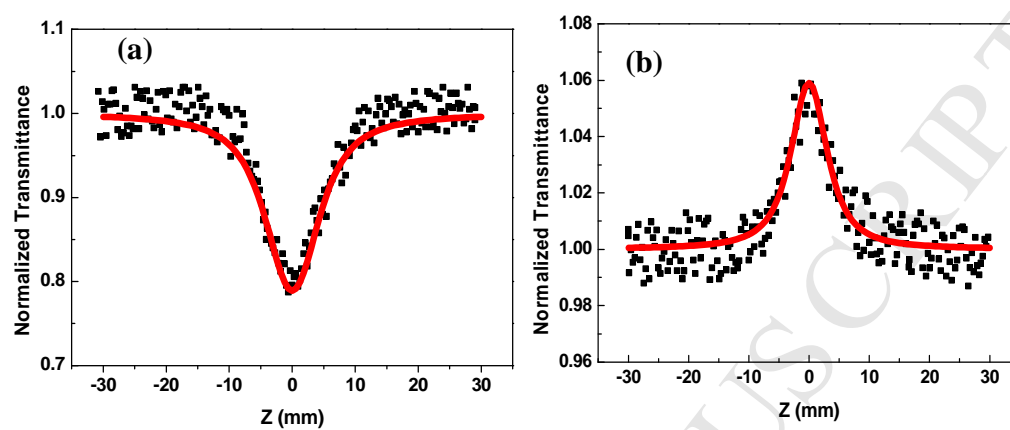 (a)
1.1
1.0
0.9
0.8
0.7
Normalized Transmittance
-30 -20 -10 0 10 20 30
Z (mm)
(b)
1.08
1.06
1.04
1.02
1.00
0.98
0.96
Normalized Transmittance
-30 -20 -10 0 10 20 30
Z (mm)
USCRIPT